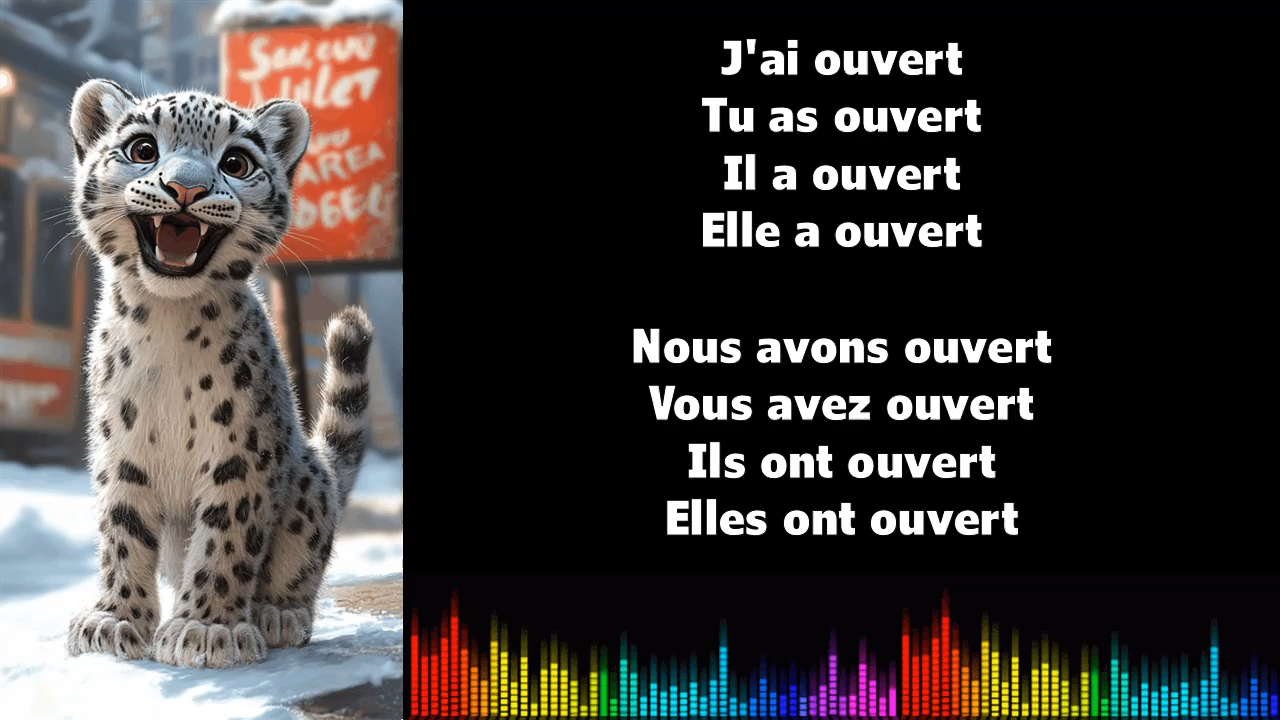 J'ai ouvert
Tu as ouvert
Il a ouvert
Elle a ouvert
Nous avons ouvert
Vous avez ouvert
Ils ont ouvert
Elles ont ouvert